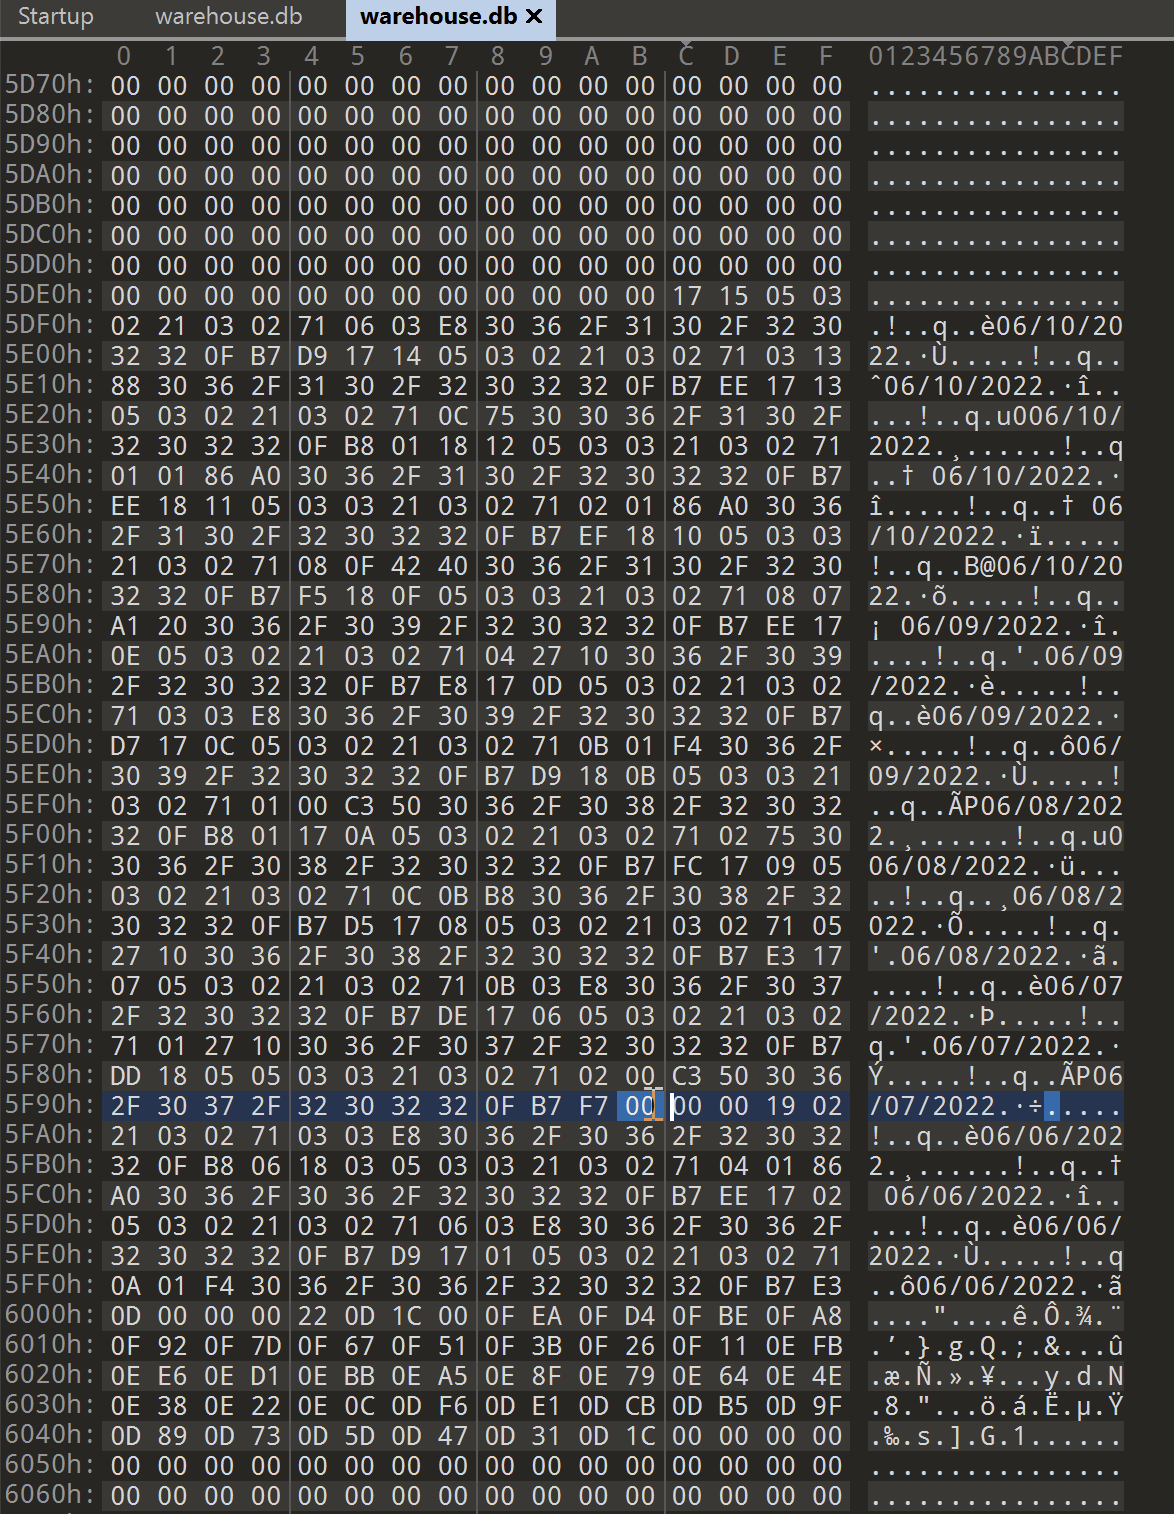 Startup warehouse.db warehouse.db ×
0 1 2 3 4 5 6 7 8 9 A B C D E F 0123456789ABCDEF
5D70h: 00 00 00 00 00 00 00 00 00 00 00 00 00 00 00 00 ................
5D80h: 00 00 00 00 00 00 00 00 00 00 00 00 00 00 00 00 ................
5D90h: 00 00 00 00 00 00 00 00 00 00 00 00 00 00 00 00 ................
5DA0h: 00 00 00 00 00 00 00 00 00 00 00 00 00 00 00 00 ................
5DB0h: 00 00 00 00 00 00 00 00 00 00 00 00 00 00 00 00 ................
5DC0h: 00 00 00 00 00 00 00 00 00 00 00 00 00 00 00 00 ................
5DD0h: 00 00 00 00 00 00 00 00 00 00 00 00 00 00 00 00 ................
5DE0h: 00 00 00 00 00 00 00 00 00 00 00 00 17 15 05 03 ................
5DF0h: 02 21 03 02 71 06 03 E8 30 36 2F 31 30 2F 32 30 .!..q..è06/10/20
5E00h: 32 32 0F B7 D9 17 14 05 03 02 21 03 02 71 03 13 22.·Ù.....!..q..
5E10h: 88 30 36 2F 31 30 2F 32 30 32 32 0F B7 EE 17 13 ˆ06/10/2022.·î..
5E20h: 05 03 02 21 03 02 71 0C 75 30 30 36 2F 31 30 2F ...!..q.u006/10/
5E30h: 32 30 32 32 0F B8 01 18 12 05 03 03 21 03 02 71 2022.¸......!..q
5E40h: 01 01 86 A0 30 36 2F 31 30 2F 32 30 32 32 0F B7 ..† 06/10/2022.·
5E50h: EE 18 11 05 03 03 21 03 02 71 02 01 86 A0 30 36 î.....!..q..† 06
5E60h: 2F 31 30 2F 32 30 32 32 0F B7 EF 18 10 05 03 03 /10/2022.·ï.....
5E70h: 21 03 02 71 08 0F 42 40 30 36 2F 31 30 2F 32 30 !..q..B@06/10/20
5E80h: 32 32 0F B7 F5 18 0F 05 03 03 21 03 02 71 08 07 22.·õ.....!..q..
5E90h: A1 20 30 36 2F 30 39 2F 32 30 32 32 0F B7 EE 17 ¡ 06/09/2022.·î.
5EA0h: 0E 05 03 02 21 03 02 71 04 27 10 30 36 2F 30 39 ....!..q.'.06/09
5EB0h: 2F 32 30 32 32 0F B7 E8 17 0D 05 03 02 21 03 02 /2022.·è.....!..
5EC0h: 71 03 03 E8 30 36 2F 30 39 2F 32 30 32 32 0F B7 q..è06/09/2022.·
5ED0h: D7 17 0C 05 03 02 21 03 02 71 0B 01 F4 30 36 2F ×.....!..q..ô06/
5EE0h: 30 39 2F 32 30 32 32 0F B7 D9 18 0B 05 03 03 21 09/2022.·Ù.....!
5EF0h: 03 02 71 01 00 C3 50 30 36 2F 30 38 2F 32 30 32 ..q..ÃP06/08/202
5F00h: 32 0F B8 01 17 0A 05 03 02 21 03 02 71 02 75 30 2.¸......!..q.u0
5F10h: 30 36 2F 30 38 2F 32 30 32 32 0F B7 FC 17 09 05 06/08/2022.·ü...
5F20h: 03 02 21 03 02 71 0C 0B B8 30 36 2F 30 38 2F 32 ..!..q..¸06/08/2
5F30h: 30 32 32 0F B7 D5 17 08 05 03 02 21 03 02 71 05 022.·Õ.....!..q.
5F40h: 27 10 30 36 2F 30 38 2F 32 30 32 32 0F B7 E3 17 '.06/08/2022.·ã.
5F50h: 07 05 03 02 21 03 02 71 0B 03 E8 30 36 2F 30 37 ....!..q..è06/07
5F60h: 2F 32 30 32 32 0F B7 DE 17 06 05 03 02 21 03 02 /2022.·Þ.....!..
5F70h: 71 01 27 10 30 36 2F 30 37 2F 32 30 32 32 0F B7 q.'.06/07/2022.·
5F80h: DD 18 05 05 03 03 21 03 02 71 02 00 C3 50 30 36 Ý.....!..q..ÃP06
5F90h: 2F 30 37 2F 32 30 32 32 0F B7 F7 00 00 00 19 02 /07/2022.·÷.....
5FA0h: 21 03 02 71 03 03 E8 30 36 2F 30 36 2F 32 30 32 !..q..è06/06/202
5FB0h: 32 0F B8 06 18 03 05 03 03 21 03 02 71 04 01 86 2.¸......!..q..†
5FC0h: A0 30 36 2F 30 36 2F 32 30 32 32 0F B7 EE 17 02  06/06/2022.·î..
5FD0h: 05 03 02 21 03 02 71 06 03 E8 30 36 2F 30 36 2F ...!..q..è06/06/
5FE0h: 32 30 32 32 0F B7 D9 17 01 05 03 02 21 03 02 71 2022.·Ù.....!..q
5FF0h: 0A 01 F4 30 36 2F 30 36 2F 32 30 32 32 0F B7 E3 ..ô06/06/2022.·ã
6000h: 0D 00 00 00 22 0D 1C 00 0F EA 0F D4 0F BE 0F A8 ...."....ê.Ô.¾.¨
6010h: 0F 92 0F 7D 0F 67 0F 51 0F 3B 0F 26 0F 11 0E FB .’.}.g.Q.;.&...û
6020h: 0E E6 0E D1 0E BB 0E A5 0E 8F 0E 79 0E 64 0E 4E .æ.Ñ.».¥...y.d.N
6030h: 0E 38 0E 22 0E 0C 0D F6 0D E1 0D CB 0D B5 0D 9F .8."...ö.á.Ë.µ.Ÿ
6040h: 0D 89 0D 73 0D 5D 0D 47 0D 31 0D 1C 00 00 00 00 .‰.s.].G.1......
6050h: 00 00 00 00 00 00 00 00 00 00 00 00 00 00 00 00 ................
6060h: 00 00 00 00 00 00 00 00 00 00 00 00 00 00 00 00 ................